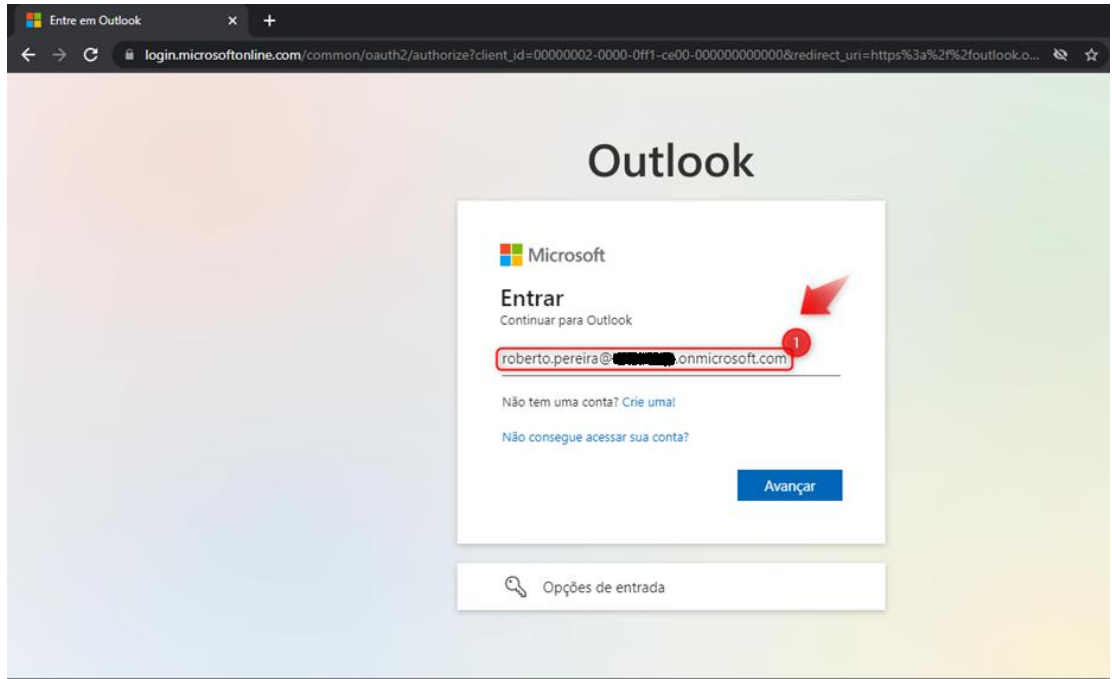 Entre em Outlook
login.microsoftonline.com/common/oauth2/authorize?client_id=00000002-0000-0ff1-ce00-000000000000&redirect_uri=https%3a%2f%2foutlook.o...
Outlook
Microsoft
Entrar
Continuar para Outlook
1
roberto.pereira@ .onmicrosoft.com
Não tem uma conta? Crie uma!
Não consegue acessar sua conta?
Avançar
Opções de entrada